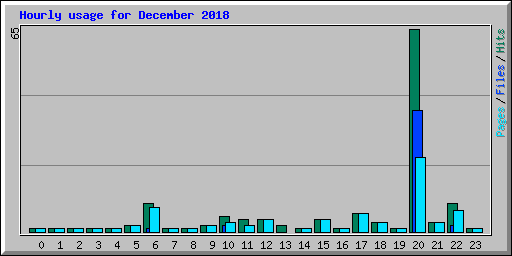 Hourly usage for December 2018
65
Pages / Files / Hits
0 1 2 3 4 5 6 7 8 9 10 11 12 13 14 15 16 17 18 19 20 21 22 23